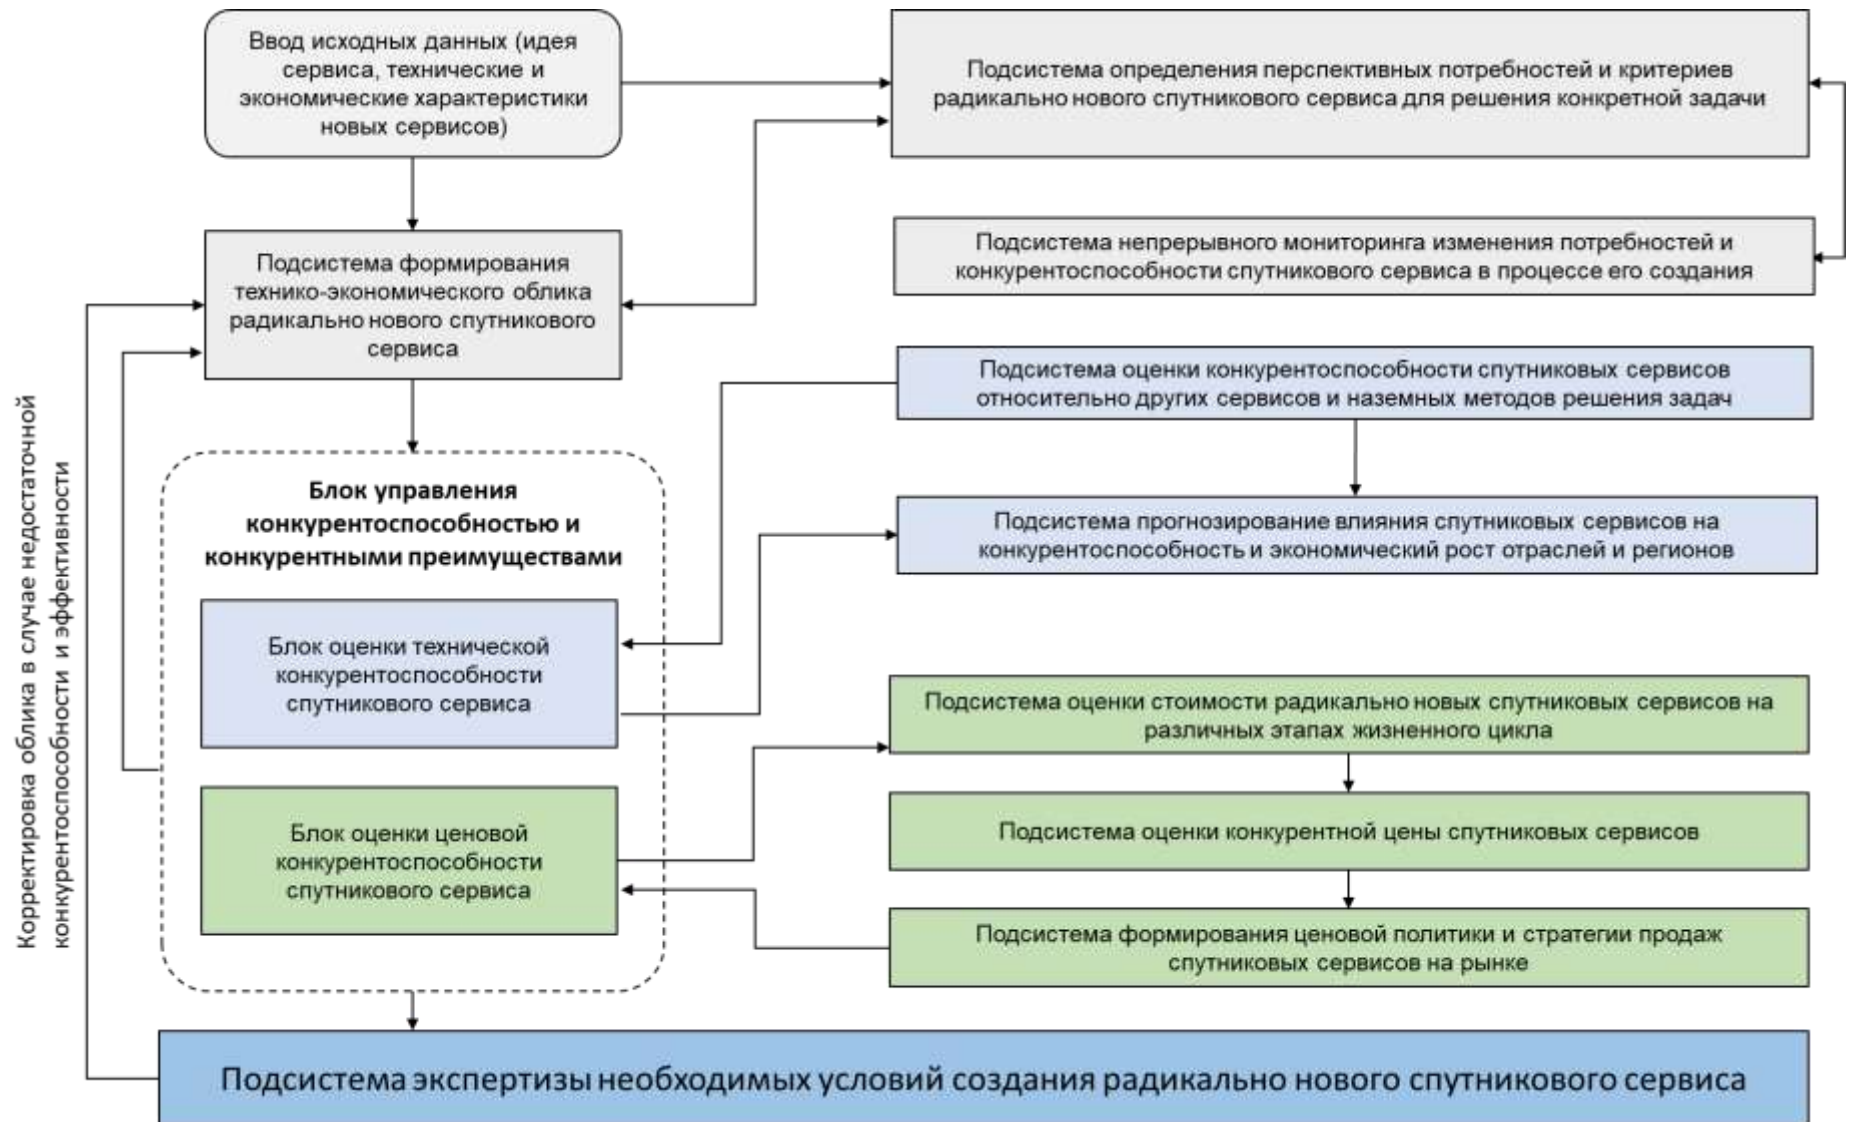 Ввод исходных данных (идея
сервиса, технические и
экономические характеристики
новых сервисов)
Подсистема определения перспективных потребностей и критериев
радикально нового спутникового сервиса для решения конкретной задачи
Подсистема непрерывного мониторинга изменения потребностей и
конкурентоспособности спутникового сервиса в процессе его создания
Подсистема формирования
технико-экономического облика
радикально нового спутникового
сервиса
Подсистема оценки конкурентоспособности спутниковых сервисов
относительно других сервисов и наземных методов решения задач
Корректировка облика в случае недостаточной
конкурентоспособности и эффективности
Блок управления
конкурентоспособностью и
конкурентными преимуществами
Подсистема прогнозирование влияния спутниковых сервисов на
конкурентоспособность и экономический рост отраслей и регионов
Блок оценки технической
конкурентоспособности
спутникового сервиса
Подсистема оценки стоимости радикально новых спутниковых сервисов на
различных этапах жизненного цикла
Блок оценки ценовой
конкурентоспособности
спутникового сервиса
Подсистема оценки конкурентной цены спутниковых сервисов
Подсистема формирования ценовой политики и стратегии продаж
спутниковых сервисов на рынке
Подсистема экспертизы необходимых условий создания радикально нового спутникового сервиса